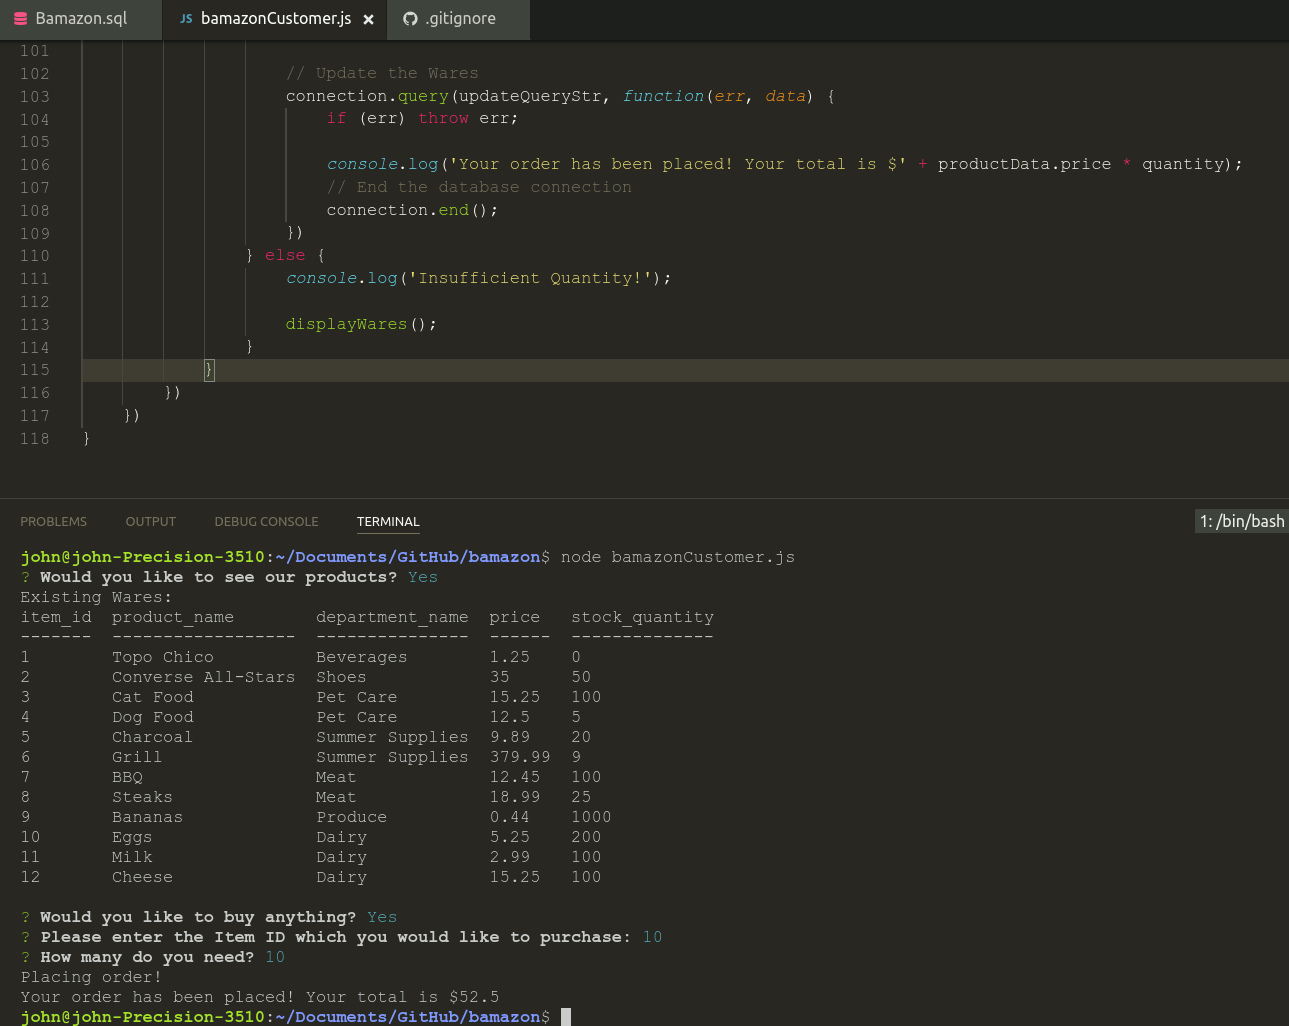 Bamazon.sql JS bamazonCustomer.js × .gitignore
101
102 // Update the Wares
103 connection.query(updateQueryStr, function(err, data) {
104 if (err) throw err;
105
106 console.log('Your order has been placed! Your total is $' + productData.price * quantity);
107 // End the database connection
108 connection.end();
109 })
110 } else {
111 console.log('Insufficient Quantity!');
112
113 displayWares();
114 }
115 }
116 })
117 })
118 }
PROBLEMS OUTPUT DEBUG CONSOLE TERMINAL 1: /bin/bash
john@john-Precision-3510:~/Documents/GitHub/bamazon$ node bamazonCustomer.js
? Would you like to see our products? Yes
Existing Wares:
item_id product_name department_name price stock_quantity
------- ------------------ --------------- ------ --------------
1 Topo Chico Beverages 1.25 0
2 Converse All-Stars Shoes 35 50
3 Cat Food Pet Care 15.25 100
4 Dog Food Pet Care 12.5 5
5 Charcoal Summer Supplies 9.89 20
6 Grill Summer Supplies 379.99 9
7 BBQ Meat 12.45 100
8 Steaks Meat 18.99 25
9 Bananas Produce 0.44 1000
10 Eggs Dairy 5.25 200
11 Milk Dairy 2.99 100
12 Cheese Dairy 15.25 100
? Would you like to buy anything? Yes
? Please enter the Item ID which you would like to purchase: 10
? How many do you need? 10
Placing order!
Your order has been placed! Your total is $52.5
john@john-Precision-3510:~/Documents/GitHub/bamazon$